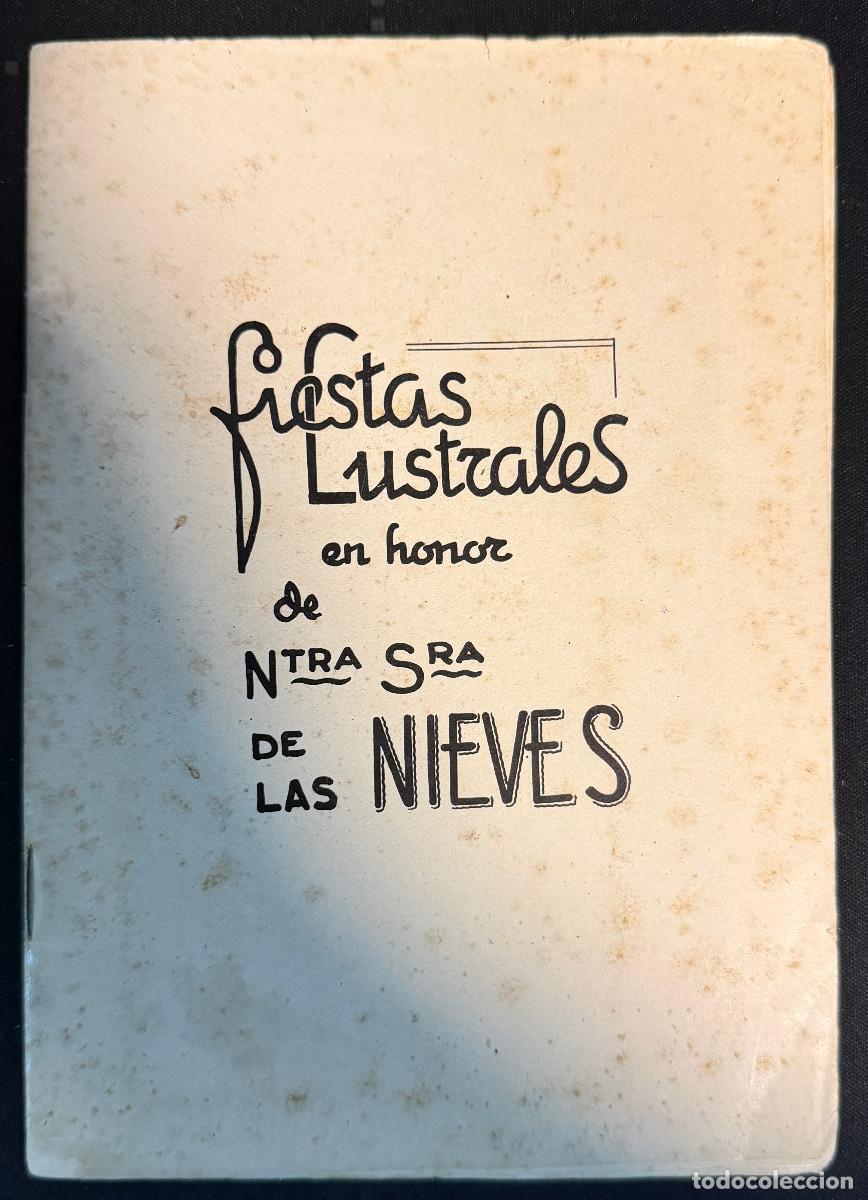 fiestas
Lustrales
en honor
de
NTRA SRA
DE
LAS NIEVES
todocoleccion